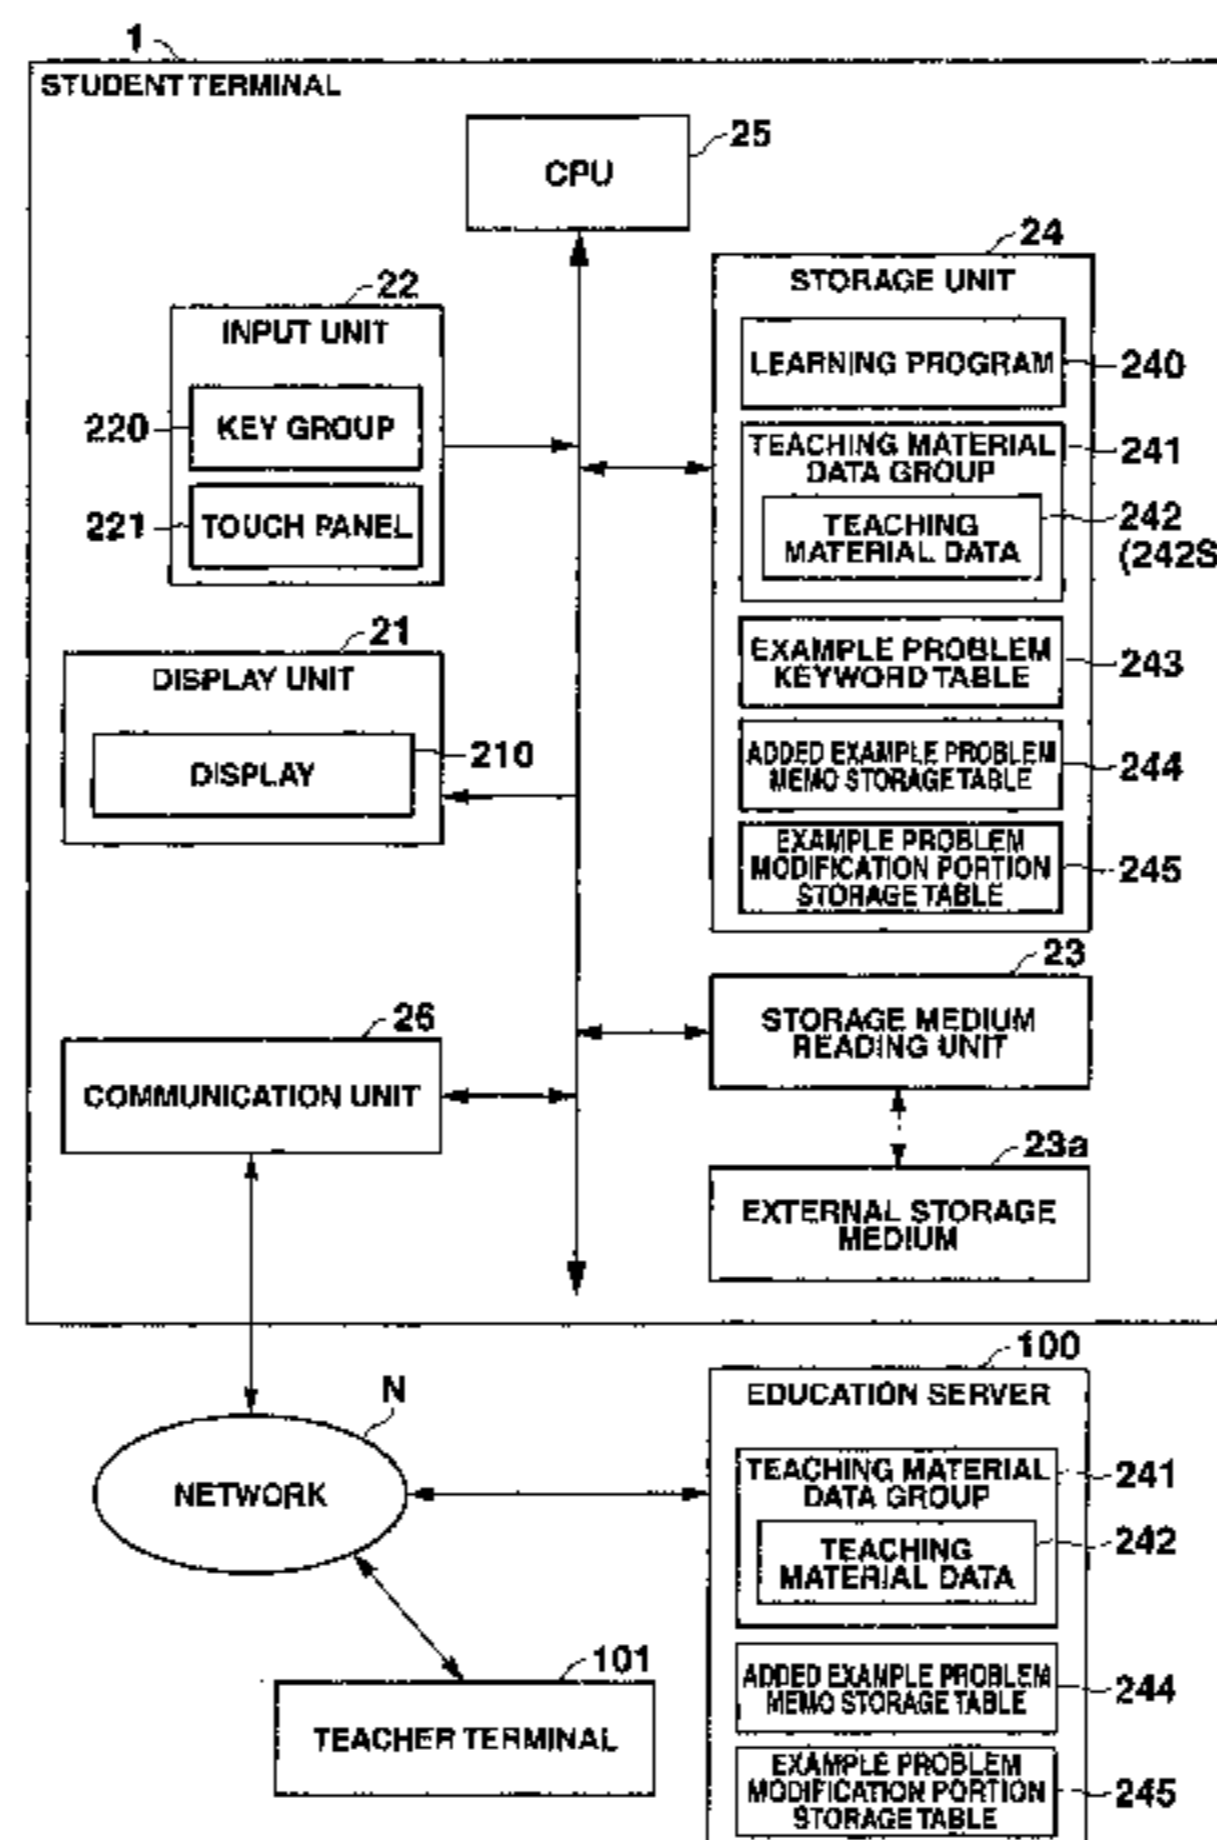 1
STUDENT TERMINAL
25
CPU
24
STORAGE UNIT
22
INPUT UNIT
LEARNING PROGRAM
240
220
KEY GROUP
TEACHING MATERIAL
DATA GROUP
241
221
TOUCH PANEL
TEACHING
MATERIAL DATA
242
(242S
21
DISPLAY UNIT
EXAMPLE PROBLEM
KEYWORD TABLE
243
DISPLAY
210
ADDED EXAMPLE PROBLEM
MEMO STORAGE TABLE
244
EXAMPLE PROBLEM
MODIFICATION PORTION
STORAGE TABLE
245
23
STORAGE MEDIUM
READING UNIT
26
COMMUNICATION UNIT
23a
EXTERNAL STORAGE
MEDIUM
100
EDUCATION SERVER
N
NETWORK
TEACHING MATERIAL
DATA GROUP
241
TEACHING
MATERIAL DATA
242
101
TEACHER TERMINAL
ADDED EXAMPLE PROBLEM
MEMO STORAGE TABLE
244
EXAMPLE PROBLEM
MODIFICATION PORTION
STORAGE TABLE
245